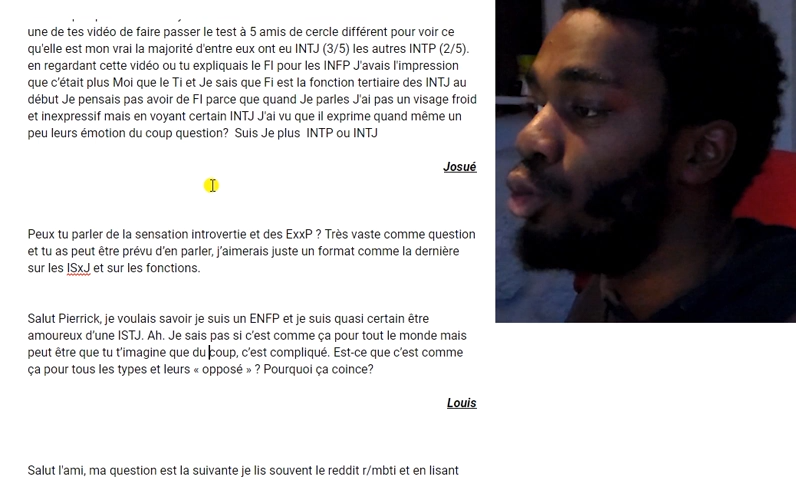 une de tes vidéo de faire passer le test à 5 amis de cercle différent pour voir ce
qu'elle est mon vrai la majorité d'entre eux ont eu INTJ (3/5) les autres INTP (2/5).
en regardant cette vidéo ou tu expliquais le FI pour les INFP J'avais l'impression
que c'était plus Moi que le Ti et Je sais que Fi est la fonction tertiaire des INTJ au
début Je pensais pas avoir de FI parce que quand Je parles J'ai pas un visage froid
et inexpressif mais en voyant certain INTJ J'ai vu que il exprime quand même un
peu leurs émotion du coup question?  Suis Je plus  INTP ou INTJ
Josué
Peux tu parler de la sensation introvertie et des ExxP ? Très vaste comme question
et tu as peut être prévu d'en parler, j'aimerais juste un format comme la dernière
sur les ISxJ et sur les fonctions.
Salut Pierrick, je voulais savoir je suis un ENFP et je suis quasi certain être
amoureux d'une ISTJ. Ah. Je sais pas si c'est comme ça pour tout le monde mais
peut être que tu t'imagine que du coup, c'est compliqué. Est-ce que c'est comme
ça pour tous les types et leurs « opposé » ? Pourquoi ça coince?
Louis
Salut l'ami, ma question est la suivante je lis souvent le reddit r/mbti et en lisant